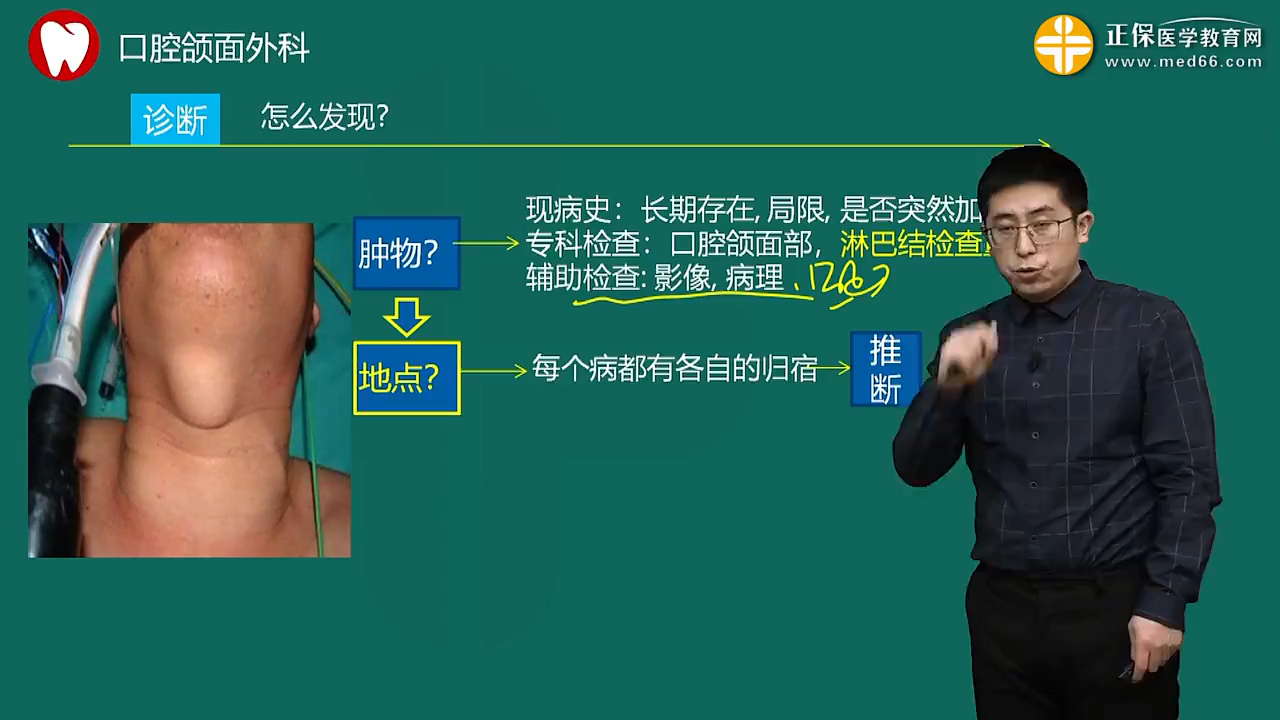 口腔颌面外科
正保医学教育网
www.med66.com
诊断
怎么发现?
肿物?
现病史：长期存在, 局限, 是否突然加
专科检查：口腔颌面部，淋巴结检查
辅助检查: 影像, 病理
地点?
每个病都有各自的归宿
推
断